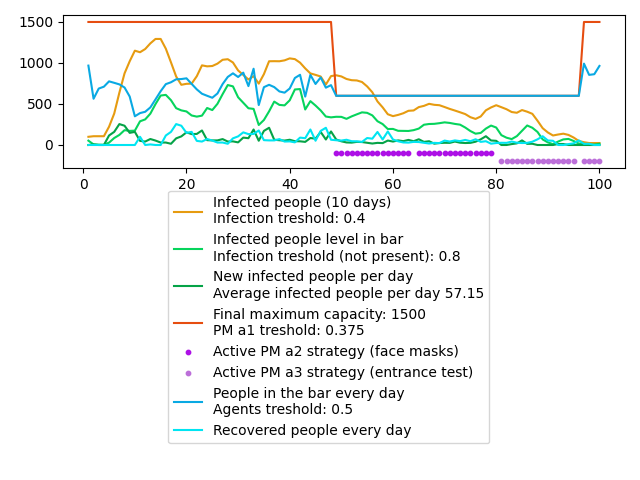 1500
1000
500
0
0 20 40 60 80 100
Infected people (10 days)
Infection treshold: 0.4
Infected people level in bar
Infection treshold (not present): 0.8
New infected people per day
Average infected people per day 57.15
Final maximum capacity: 1500
PM a1 treshold: 0.375
Active PM a2 strategy (face masks)
Active PM a3 strategy (entrance test)
People in the bar every day
Agents treshold: 0.5
Recovered people every day